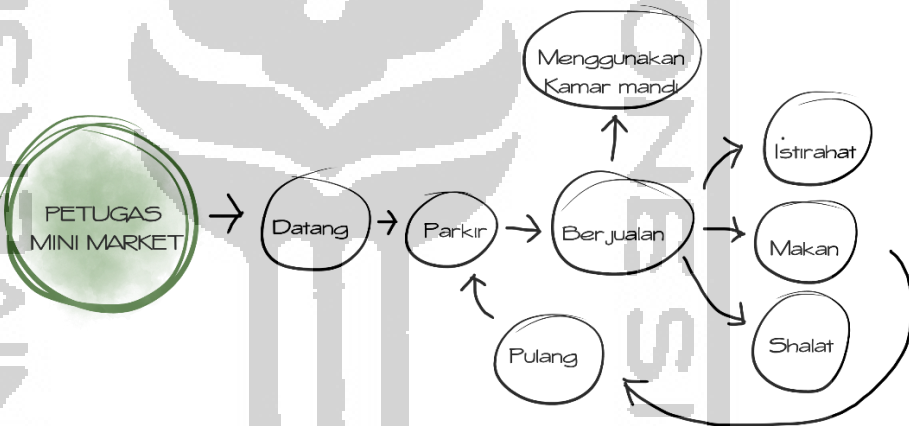 Menggunakan
Kamar mandi
Istirahat
PETUGAS
MINI MARKET
Datang
Parkir
Berjualan
Makan
Pulang
Shalat